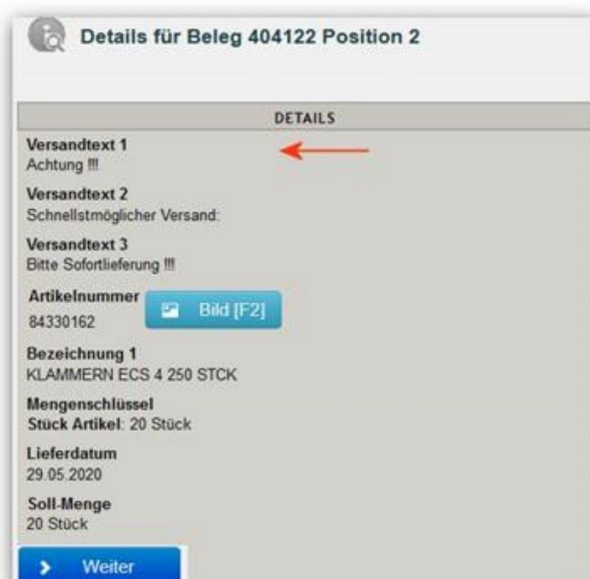 Details für Beleg 404122 Position 2
DETAILS
Versandtext 1
Achtung !!!
Versandtext 2
Schnellstmöglicher Versand:
Versandtext 3
Bitte Sofortlieferung !!!
Artikelnummer
84330162
Bild [F2]
Bezeichnung 1
KLAMMERN ECS 4 250 STCK
Mengenschlüssel
Stück Artikel: 20 Stück
Lieferdatum
29.05.2020
Soll-Menge
20 Stück
Weiter